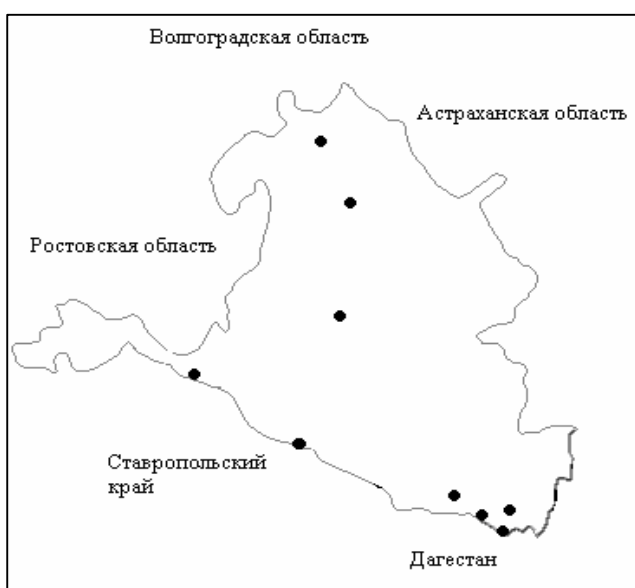 Волгоградская область
Астраханская область
Ростовская область
Ставропольский
край
Дагестан